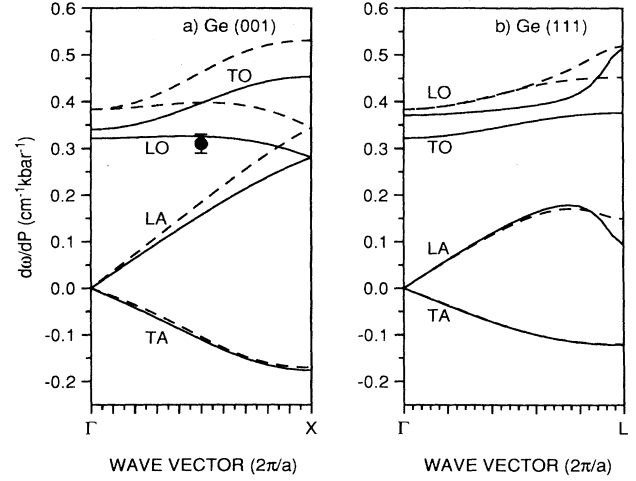 a) Ge (001)
b) Ge (111)
dω/dP (cm⁻¹kbar⁻¹)
0.6
0.5
0.4
0.3
0.2
0.1
0.0
-0.1
-0.2
TO
LO
LA
TA
Γ X
WAVE VECTOR (2π/a)
0.6
0.5
0.4
0.3
0.2
0.1
0.0
-0.1
-0.2
LO
TO
LA
TA
Γ L
WAVE VECTOR (2π/a)